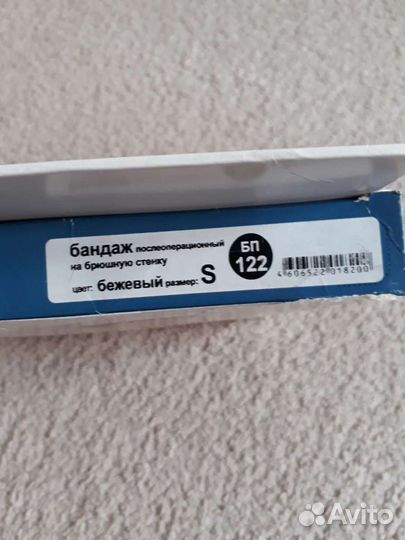 бандаж послеоперационный
на брюшную стенку
цвет: бежевый размер: S
БП
122
4606522018200
Avito